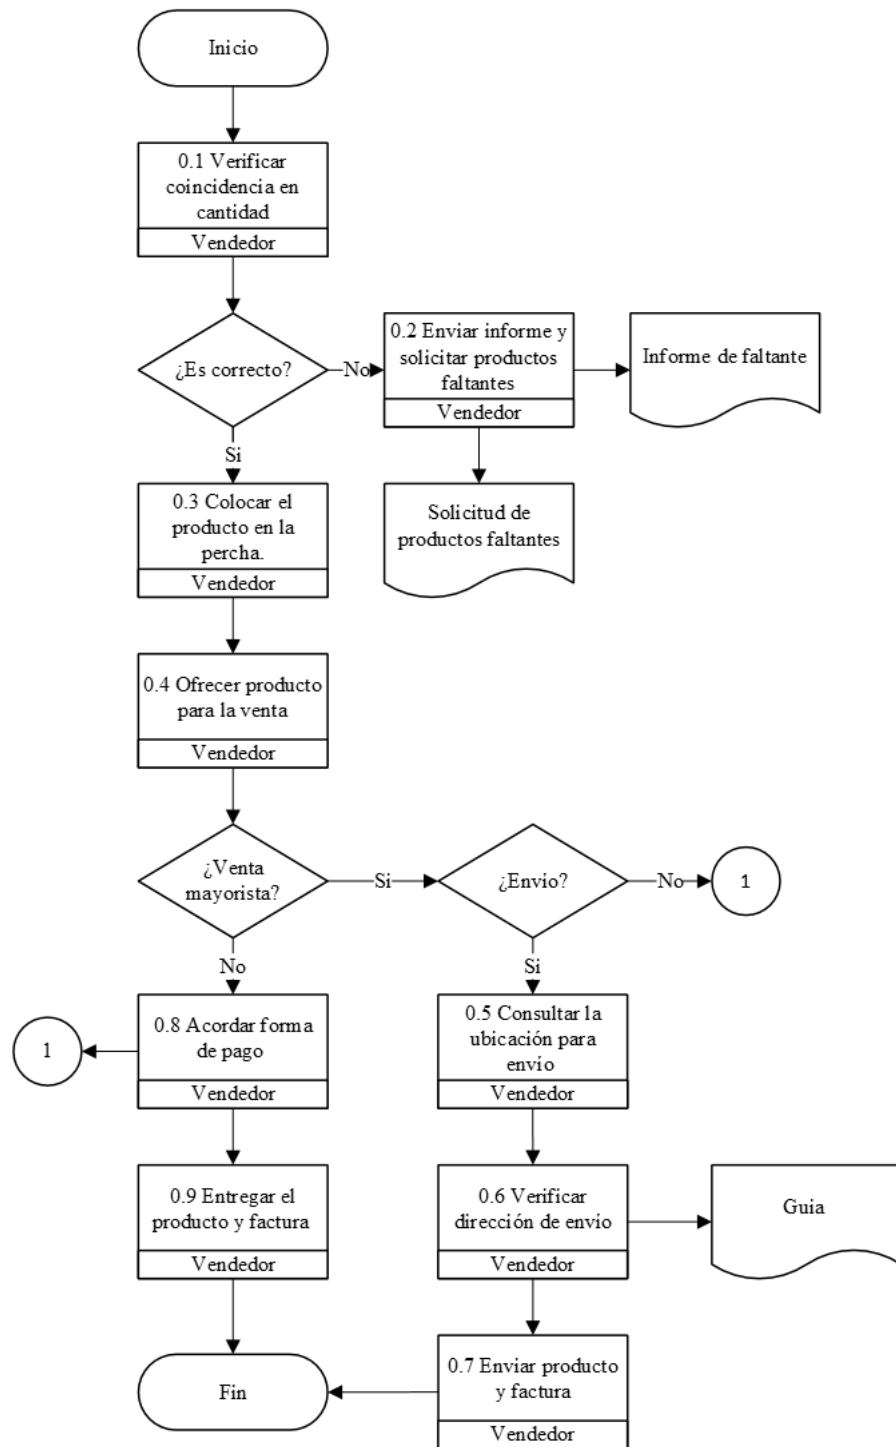 Inicio
0.1 Verificar
coincidencia en
cantidad
Vendedor
¿Es correcto?
No
0.2 Enviar informe y
solicitar productos
faltantes
Vendedor
Informe de faltante
Si
Solicitud de
productos faltantes
0.3 Colocar el
producto en la
percha.
Vendedor
0.4 Ofrecer producto
para la venta
Vendedor
¿Venta
mayorista?
Si
¿Envío?
No
1
No
Si
1
0.8 Acordar forma
de pago
Vendedor
0.5 Consultar la
ubicación para
envío
Vendedor
0.9 Entregar el
producto y factura
Vendedor
0.6 Verificar
dirección de envío
Vendedor
Guia
Fin
0.7 Enviar producto
y factura
Vendedor